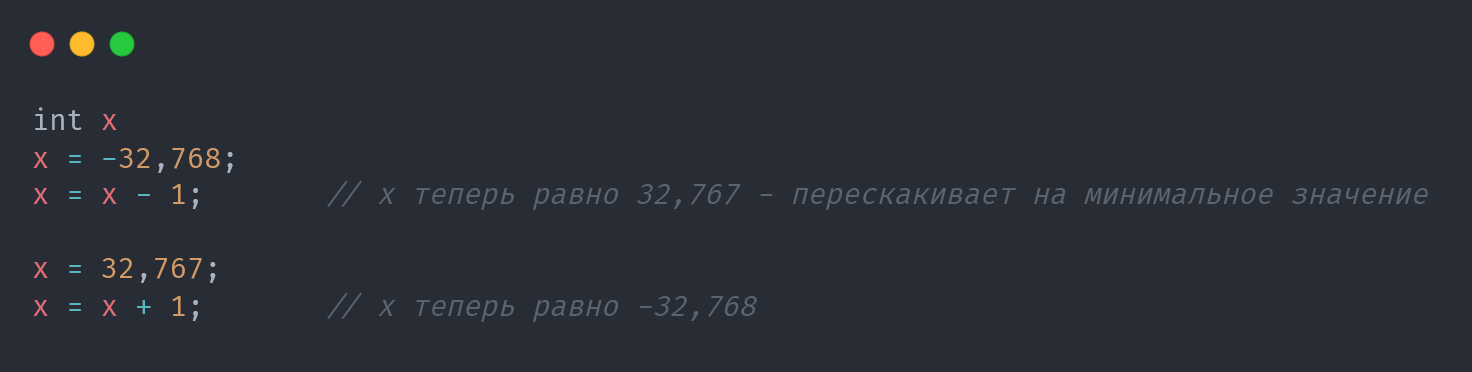 int x
x = -32,768;
x = x - 1;       // x теперь равно 32,767 - перескакивает на минимальное значение
x = 32,767;
x = x + 1;       // x теперь равно -32,768